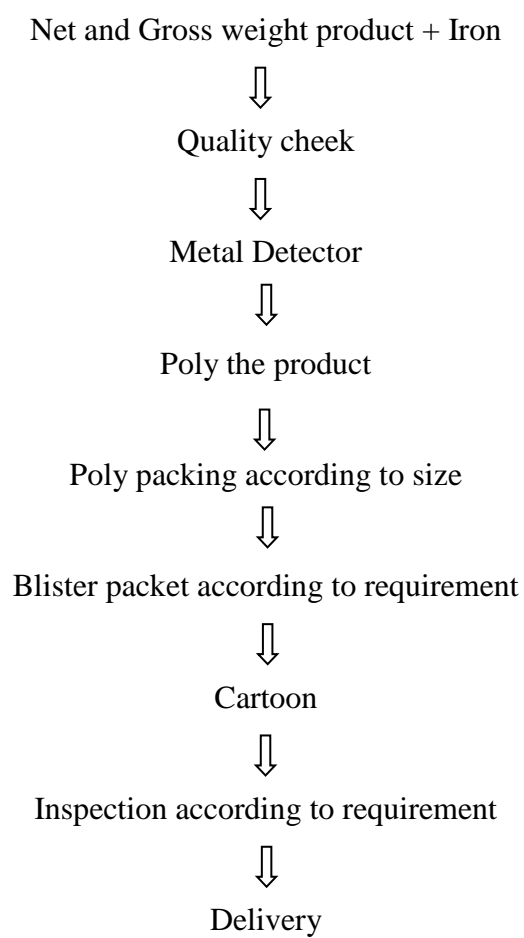 Net and Gross weight product + Iron
Quality cheek
Metal Detector
Poly the product
Poly packing according to size
Blister packet according to requirement
Cartoon
Inspection according to requirement
Delivery